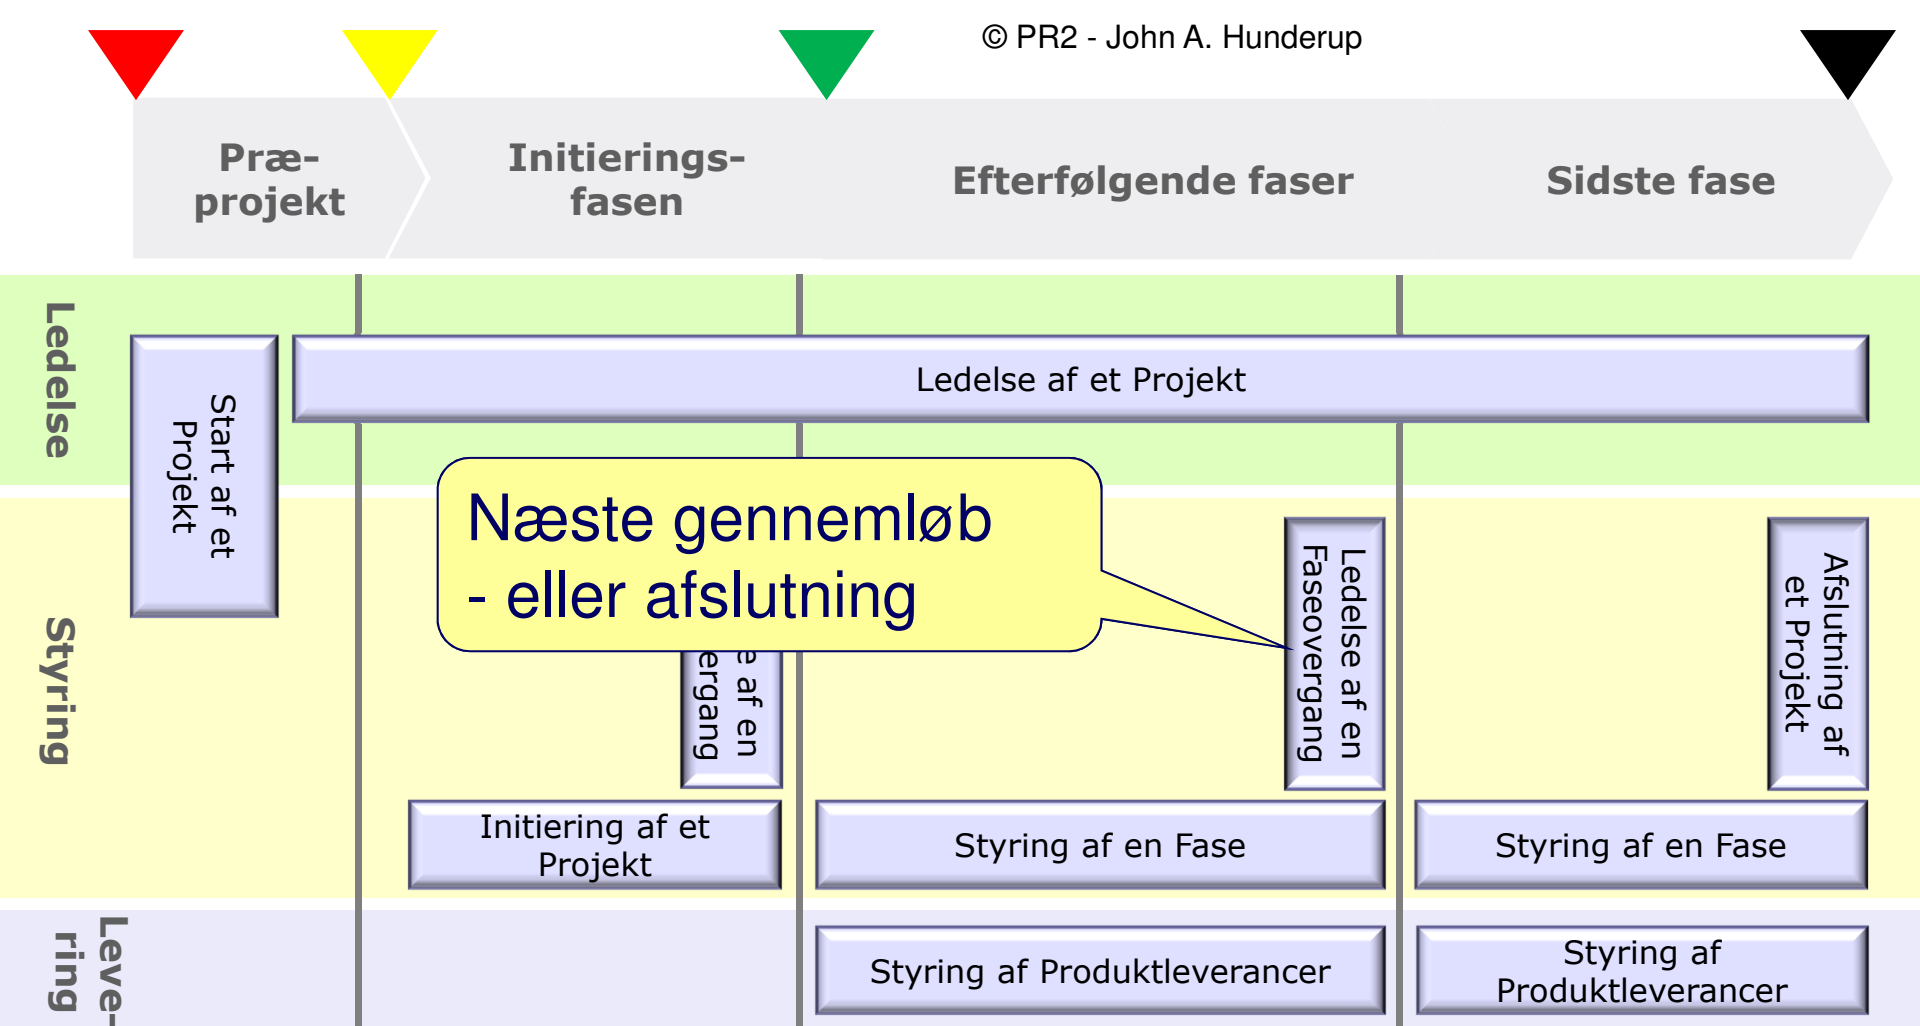 © PR2 - John A. Hunderup
Præ-
projekt
Initierings-
fasen
Efterfølgende faser
Sidste fase
Ledelse
Start af et
Projekt
Ledelse af et Projekt
Næste gennemløb
- eller afslutning
Styring
af en
Ledelse af en
Faseovergang
Afslutning af
et Projekt
Initiering af et
Projekt
Styring af en Fase
Styring af en Fase
Leve-
ring
Styring af Produktleverancer
Styring af
Produktleverancer